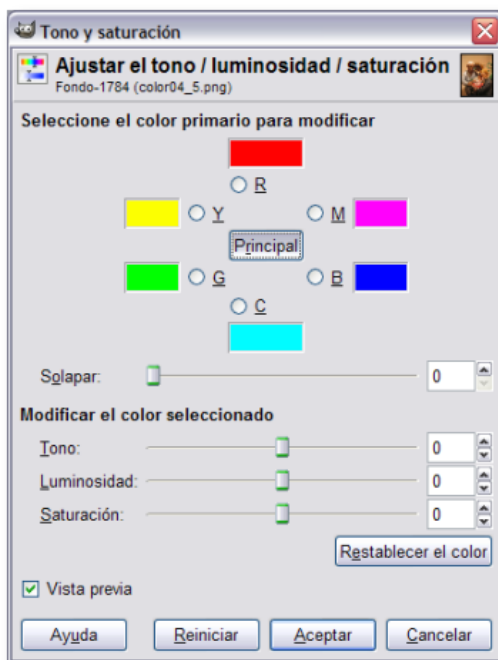 Tono y saturación
Ajustar el tono / luminosidad / saturación
Fondo-1784 (color04_5.png)
Seleccione el color primario para modificar
R
Y M
Principal
G B
C
Solapar: 0
Modificar el color seleccionado
Tono: 0
Luminosidad: 0
Saturación: 0
Restablecer el color
Vista previa
Ayuda Reiniciar Aceptar Cancelar